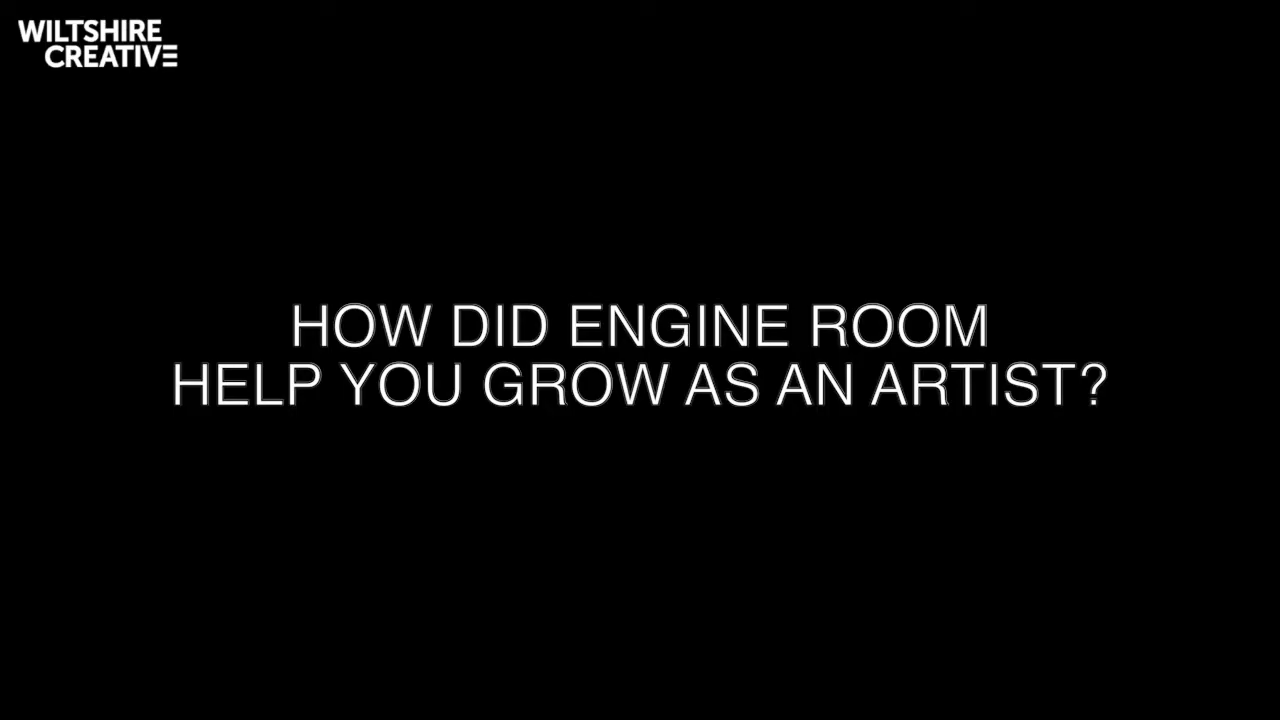 WILTSHIRE
CREATIVE
HOW DID ENGINE ROOM
HELP YOU GROW AS AN ARTIST?